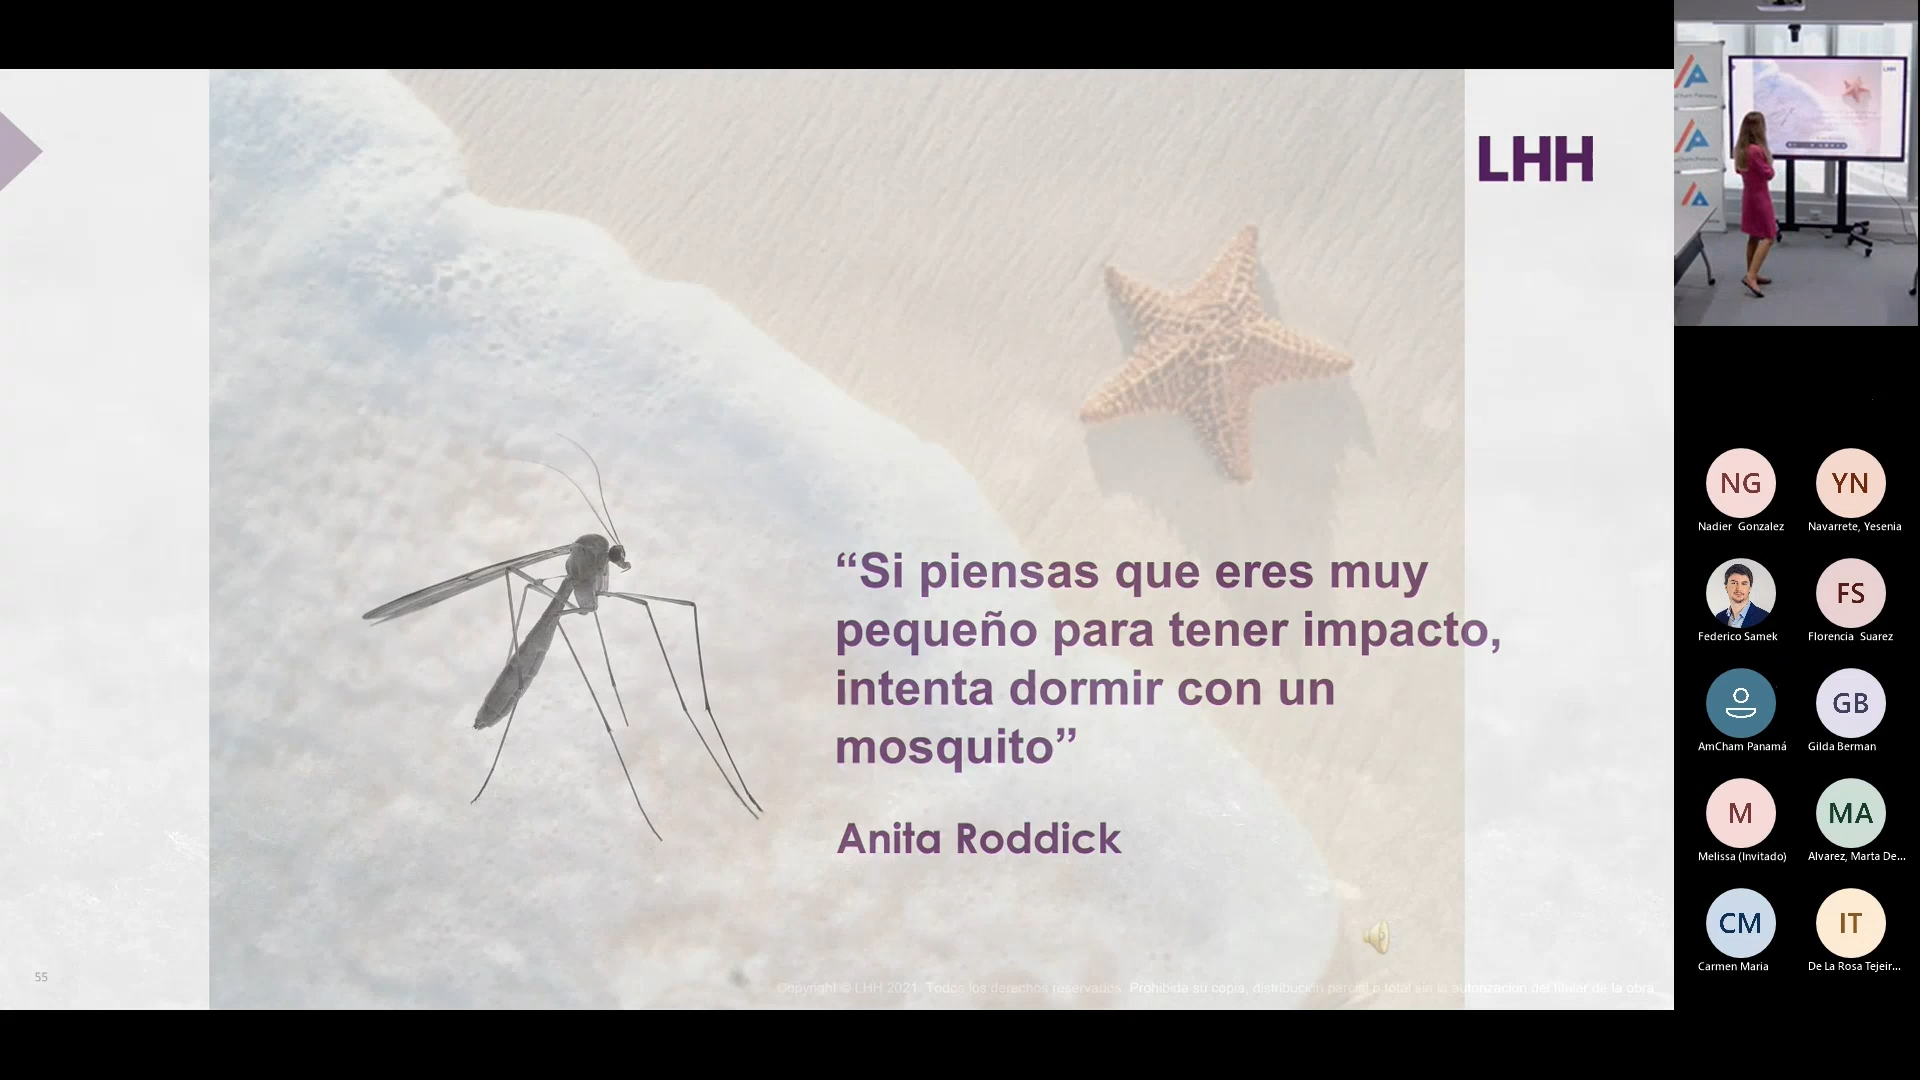 LHH
“Si piensas que eres muy
pequeño para tener impacto,
intenta dormir con un
mosquito”
Anita Roddick
55
Copyright © LHH 2021. Todos los derechos reservados. Prohibida su copia, distribución parcial o total sin la autorización del titular de la obra
NG
Nadier Gonzalez
YN
Navarrete, Yesenia
Federico Samek
FS
Florencia Suarez
AmCham Panamá
GB
Gilda Berman
M
Melissa (Invitado)
MA
Alvarez, Marta De...
CM
Carmen Maria
IT
De La Rosa Tejeir...